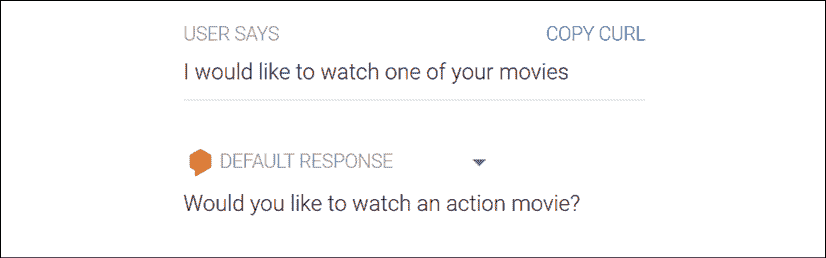 USER SAYS COPY CURL
I would like to watch one of your movies
DEFAULT RESPONSE
Would you like to watch an action movie?